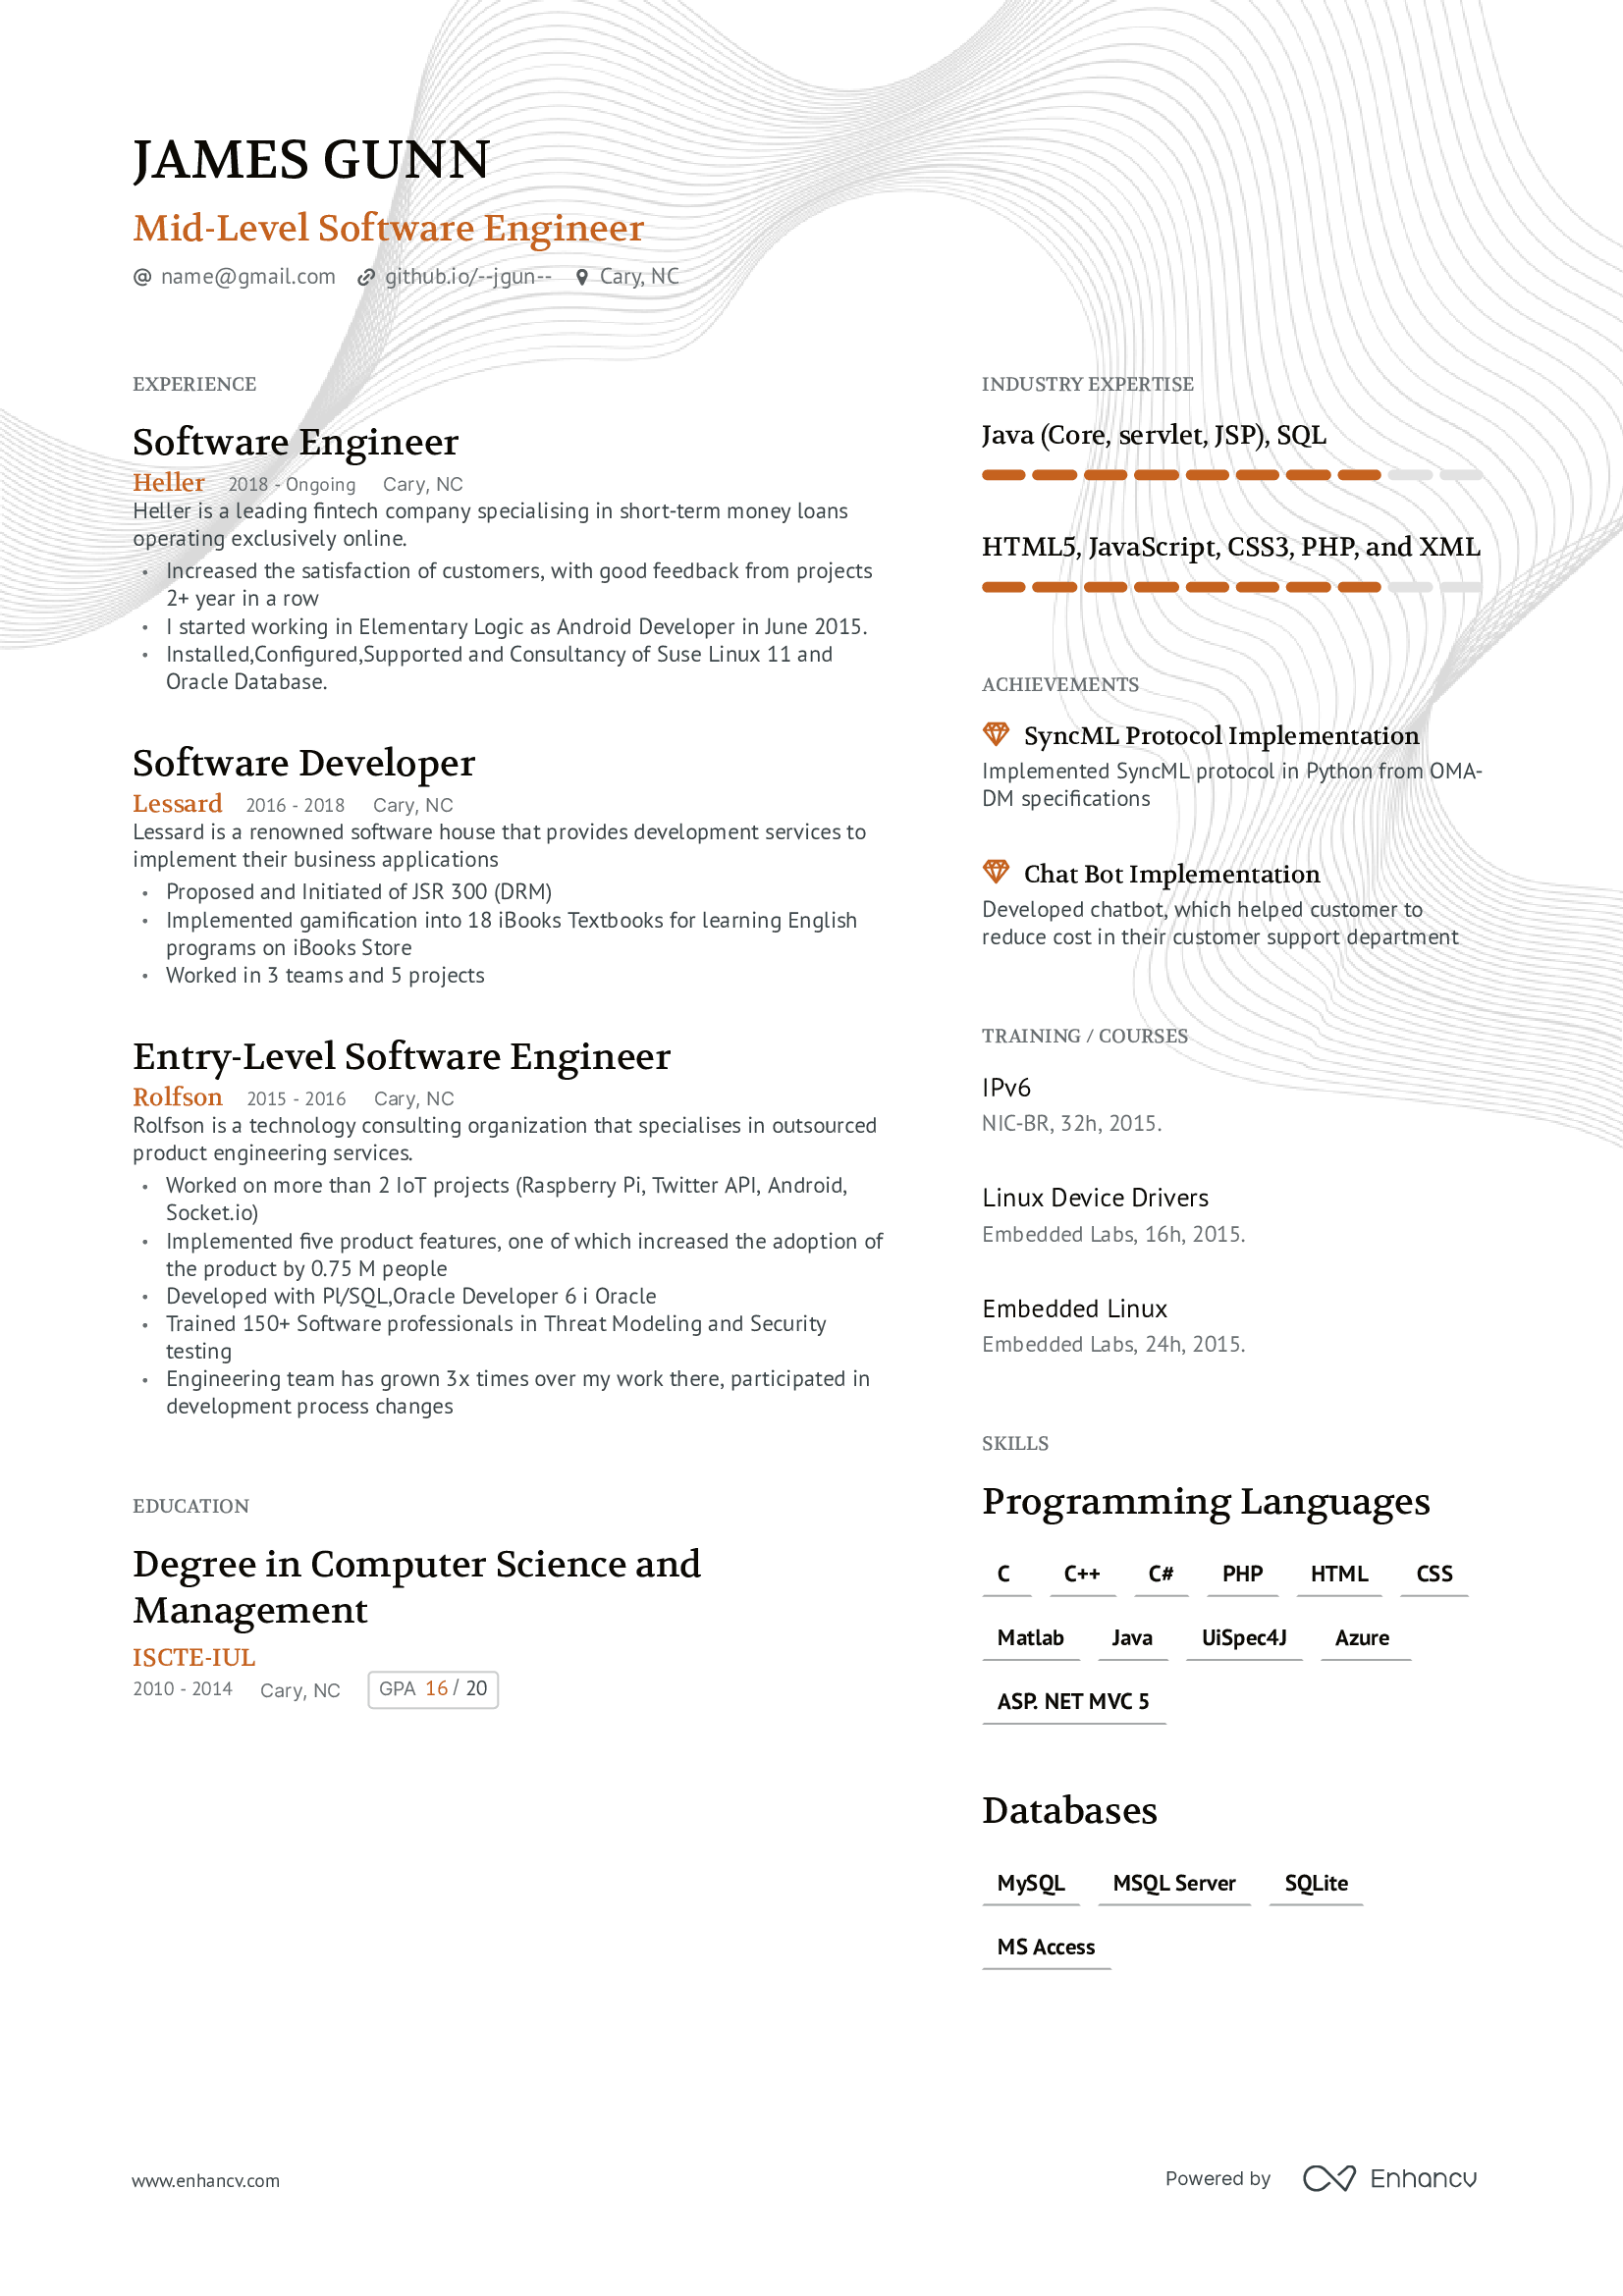 JAMES GUNN
Mid-Level Software Engineer
name@gmail.com github.io/--jgun-- Cary, NC
EXPERIENCE
Software Engineer
Heller 2018 - Ongoing Cary, NC
Heller is a leading fintech company specialising in short-term money loans
operating exclusively online.
• Increased the satisfaction of customers, with good feedback from projects
2+ year in a row
• I started working in Elementary Logic as Android Developer in June 2015.
• Installed,Configured,Supported and Consultancy of Suse Linux 11 and
Oracle Database.
Software Developer
Lessard 2016 - 2018 Cary, NC
Lessard is a renowned software house that provides development services to
implement their business applications
• Proposed and Initiated of JSR 300 (DRM)
• Implemented gamification into 18 iBooks Textbooks for learning English
programs on iBooks Store
• Worked in 3 teams and 5 projects
Entry-Level Software Engineer
Rolfson 2015 - 2016 Cary, NC
Rolfson is a technology consulting organization that specialises in outsourced
product engineering services.
• Worked on more than 2 IoT projects (Raspberry Pi, Twitter API, Android,
Socket.io)
• Implemented five product features, one of which increased the adoption of
the product by 0.75 M people
• Developed with Pl/SQL,Oracle Developer 6 i Oracle
• Trained 150+ Software professionals in Threat Modeling and Security
testing
• Engineering team has grown 3x times over my work there, participated in
development process changes
EDUCATION
Degree in Computer Science and
Management
ISCTE-IUL
2010 - 2014 Cary, NC GPA 16 / 20
INDUSTRY EXPERTISE
Java (Core, servlet, JSP), SQL
HTML5, JavaScript, CSS3, PHP, and XML
ACHIEVEMENTS
SyncML Protocol Implementation
Implemented SyncML protocol in Python from OMA-
DM specifications
Chat Bot Implementation
Developed chatbot, which helped customer to
reduce cost in their customer support department
TRAINING / COURSES
IPv6
NIC-BR, 32h, 2015.
Linux Device Drivers
Embedded Labs, 16h, 2015.
Embedded Linux
Embedded Labs, 24h, 2015.
SKILLS
Programming Languages
C C++ C# PHP HTML CSS
Matlab Java UiSpec4J Azure
ASP. NET MVC 5
Databases
MySQL MSQL Server SQLite
MS Access
www.enhancv.com
Powered by Enhancv